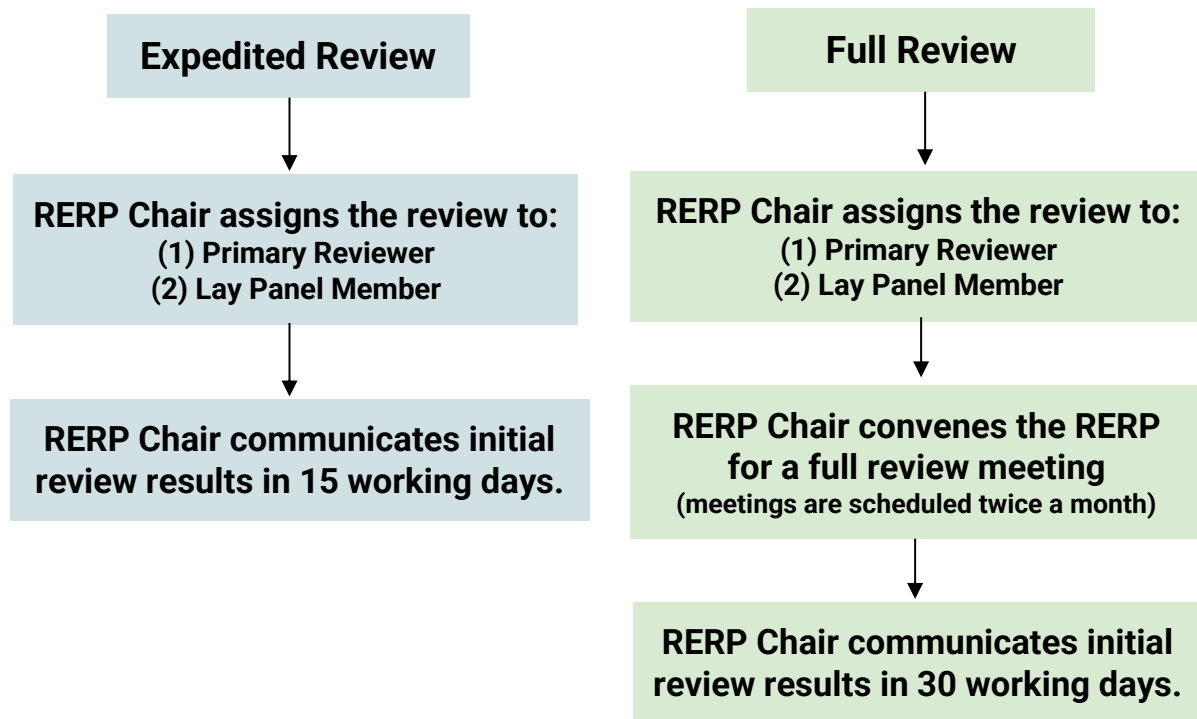 Expedited Review
RERP Chair assigns the review to:
(1) Primary Reviewer
(2) Lay Panel Member
RERP Chair communicates initial
review results in 15 working days.
Full Review
RERP Chair assigns the review to:
(1) Primary Reviewer
(2) Lay Panel Member
RERP Chair convenes the RERP
for a full review meeting
(meetings are scheduled twice a month)
RERP Chair communicates initial
review results in 30 working days.